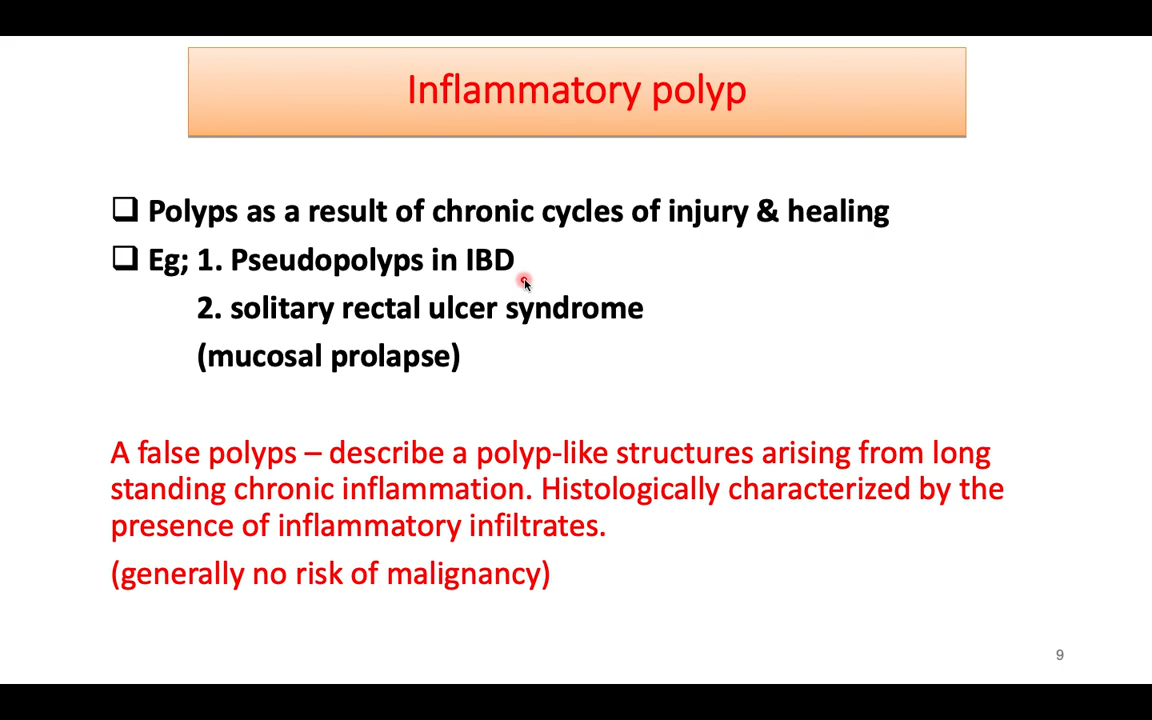 Inflammatory polyp
Polyps as a result of chronic cycles of injury & healing
Eg; 1. Pseudopolyps in IBD
2. solitary rectal ulcer syndrome
(mucosal prolapse)
A false polyps – describe a polyp-like structures arising from long
standing chronic inflammation. Histologically characterized by the
presence of inflammatory infiltrates.
(generally no risk of malignancy)
9